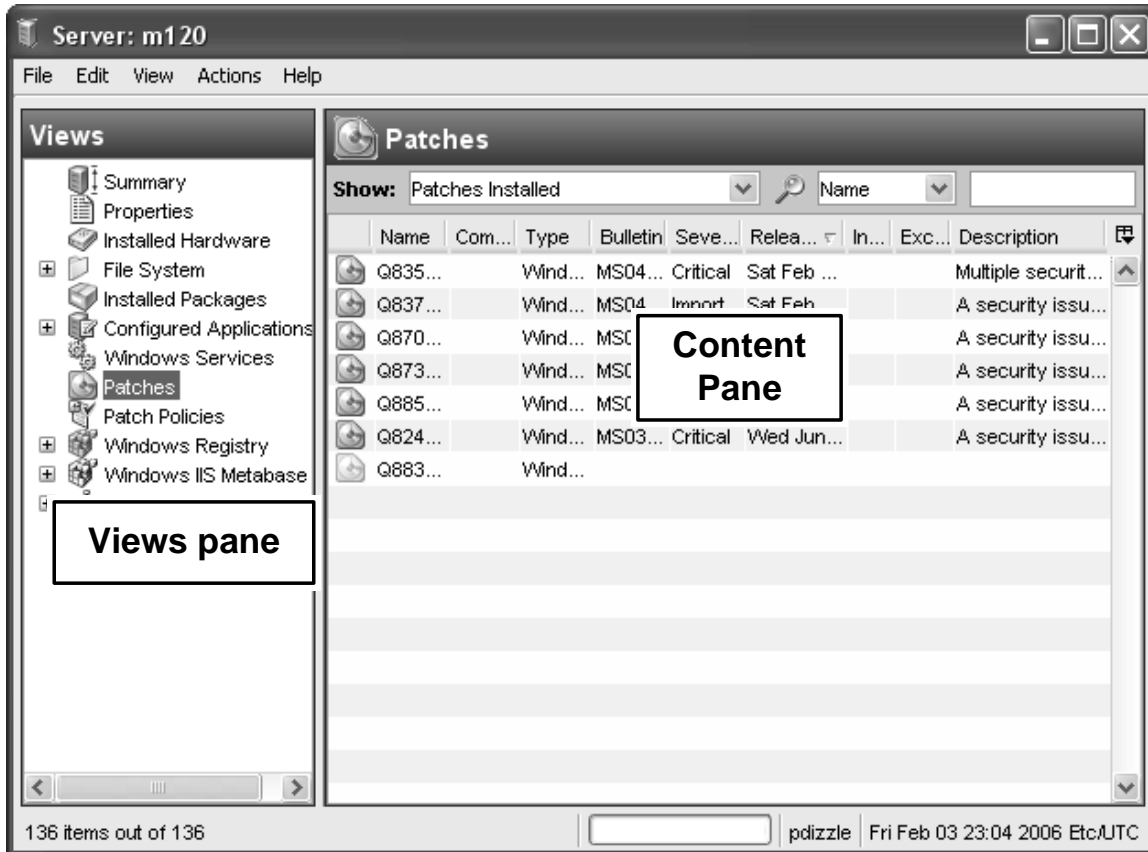 Server: m120
File Edit View Actions Help
Views
Summary
Properties
Installed Hardware
File System
Installed Packages
Configured Applications
Windows Services
Patches
Patch Policies
Windows Registry
Windows IIS Metabase
Views pane
Patches
Show: Patches Installed Name
Name Com... Type Bulletin Seve... Relea... In... Exc... Description
Q835... Wind... MS04... Critical Sat Feb ... Multiple securit...
Q837... Wind... MS04 Import Sat Feb A security issu...
Q870... Wind... A security issu...
Q873... Wind... A security issu...
Q885... Wind... A security issu...
Q824... Wind... MS03... Critical Wed Jun... A security issu...
Q883... Wind...
Content
Pane
136 items out of 136 pdizzle Fri Feb 03 23:04 2006 Etc/UTC